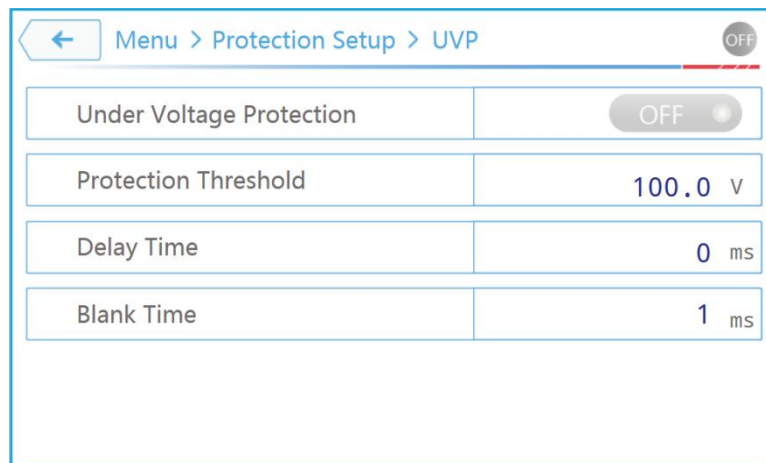 Menu > Protection Setup > UVP OFF
Under Voltage Protection OFF
Protection Threshold 100.0 V
Delay Time 0 ms
Blank Time 1 ms